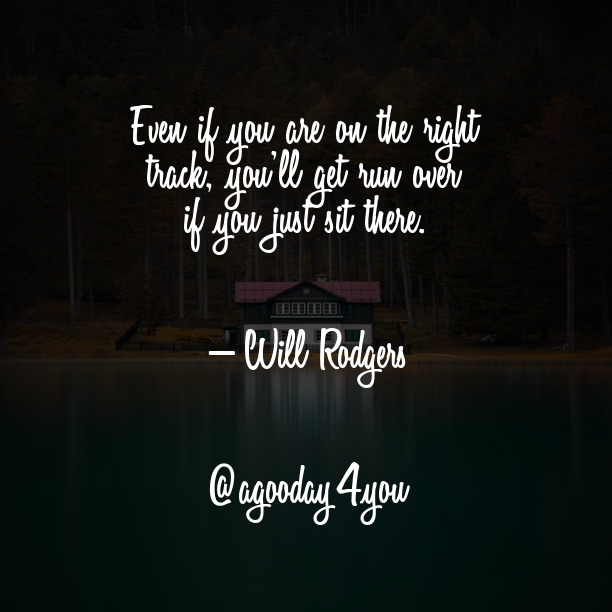 Even if you are on the right
track, you'll get run over
if you just sit there.
— Will Rodgers
@agooday4you